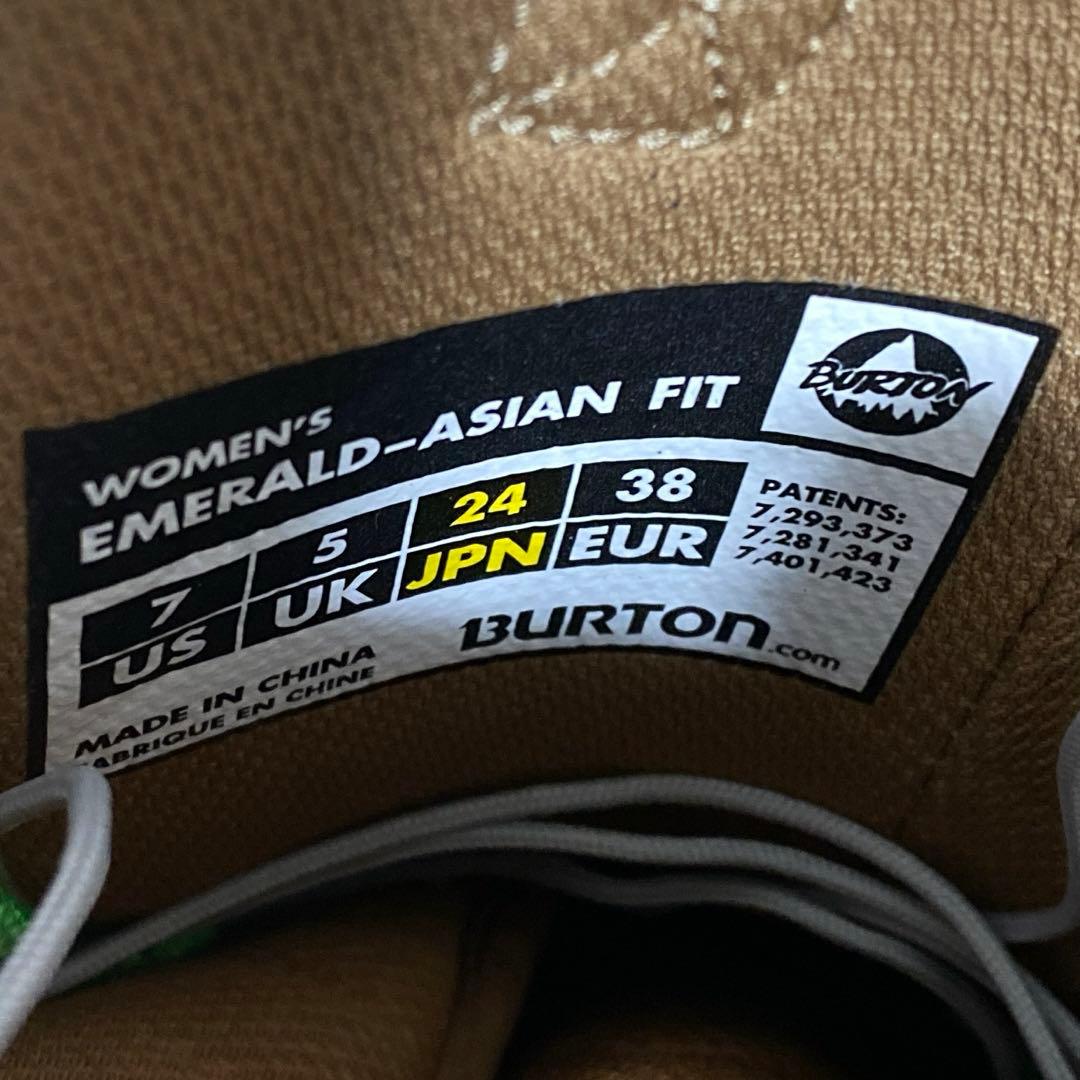 WOMEN'S
EMERALD-ASIAN FIT
BURTON
7 5 24 38
US UK JPN EUR
PATENTS:
7,293,373
7,281,341
7,401,423
BURTON.com
MADE IN CHINA
FABRIQUE EN CHINE